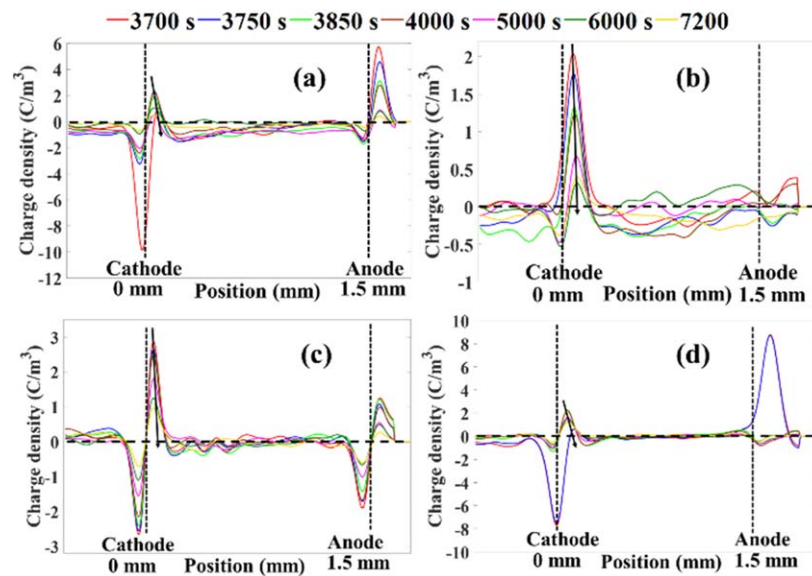 3700 s 3750 s 3850 s 4000 s 5000 s 6000 s 7200
(a)
Charge density (C/m³)
6
4
2
0
-2
-4
-6
-8
-10
-12
Cathode
0 mm
Position (mm)
Anode
1.5 mm
(b)
Charge density (C/m³)
2
1.5
1
0.5
0
-0.5
-1
Cathode
0 mm
Position (mm)
Anode
1.5 mm
(c)
Charge density (C/m³)
3
2
1
0
-1
-2
-3
Cathode
0 mm
Position (mm)
Anode
1.5 mm
(d)
Charge density (C/m³)
10
8
6
4
2
0
-2
-4
-6
-8
-10
Cathode
0 mm
Position (mm)
Anode
1.5 mm